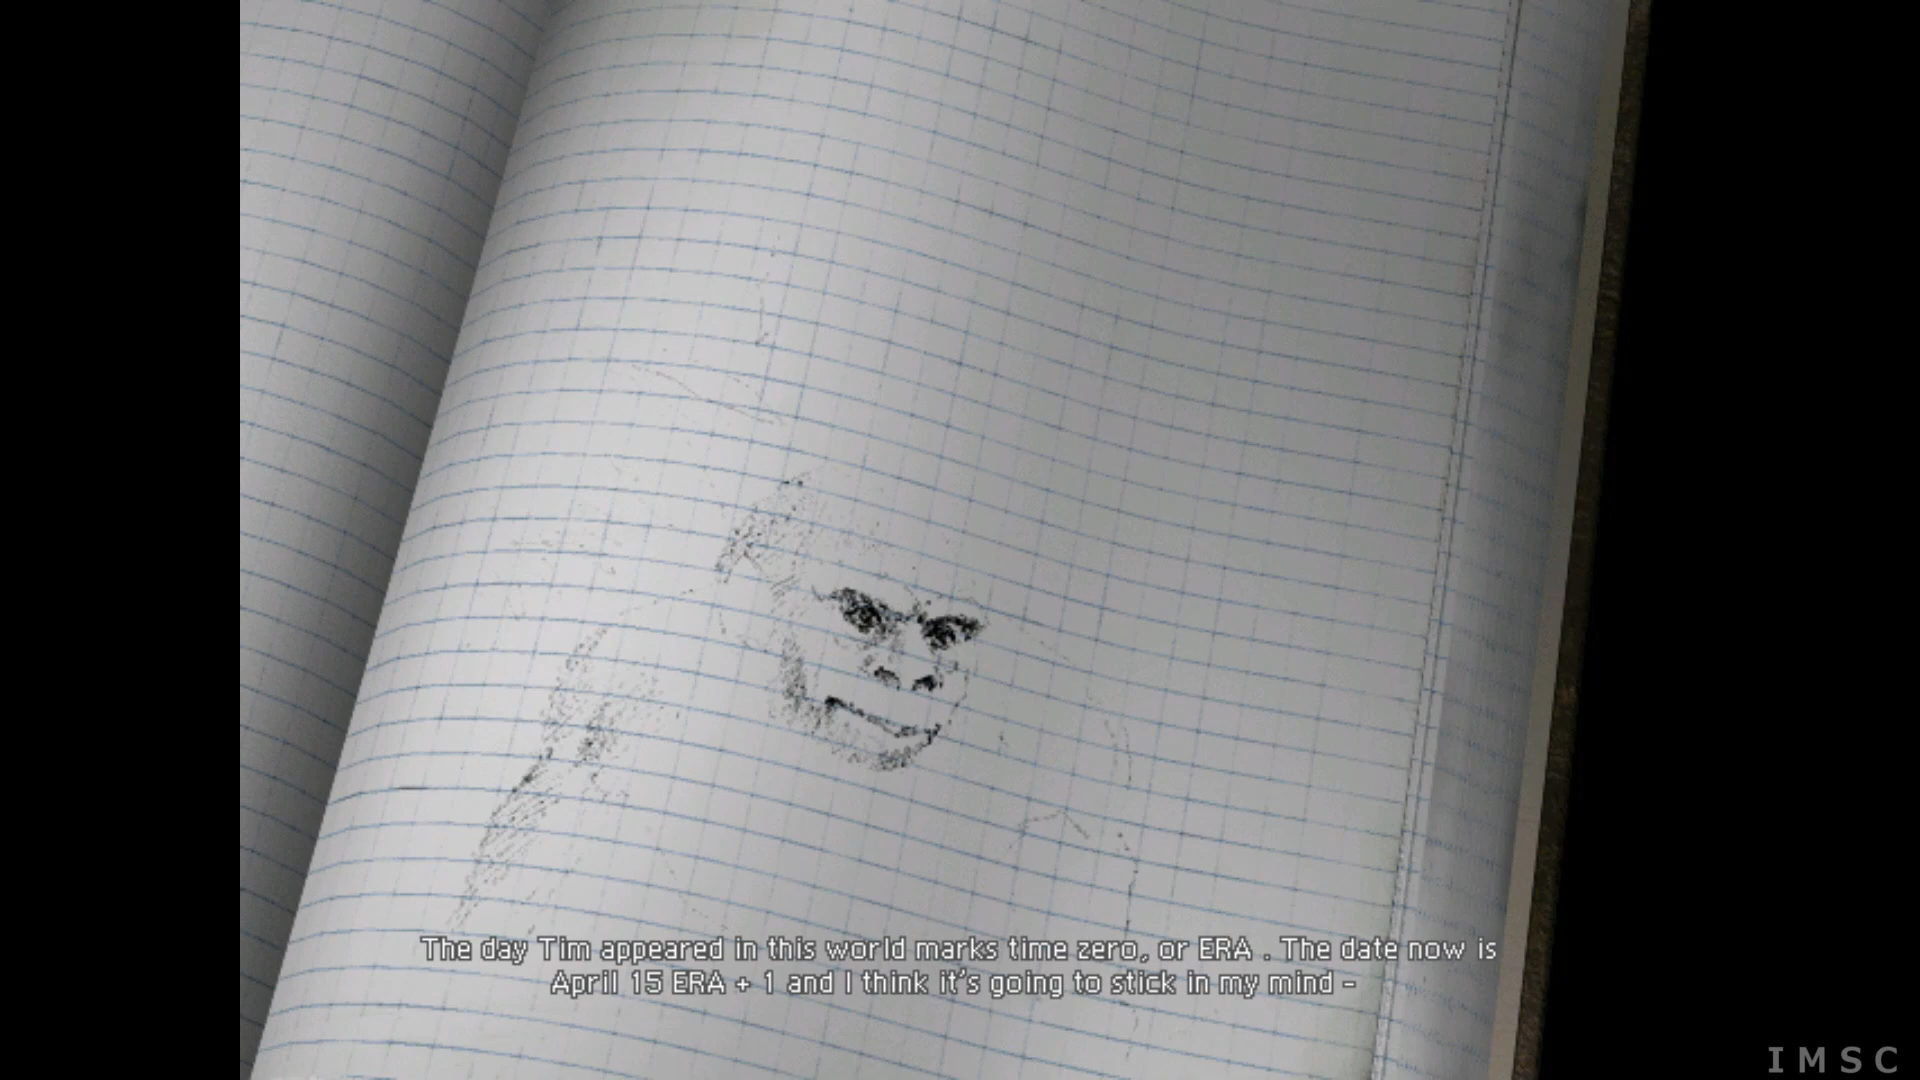 The day Tim appeared in this world marks time zero, or ERA . The date now is
April 15 ERA + 1 and I think it's going to stick in my mind -
IMSC